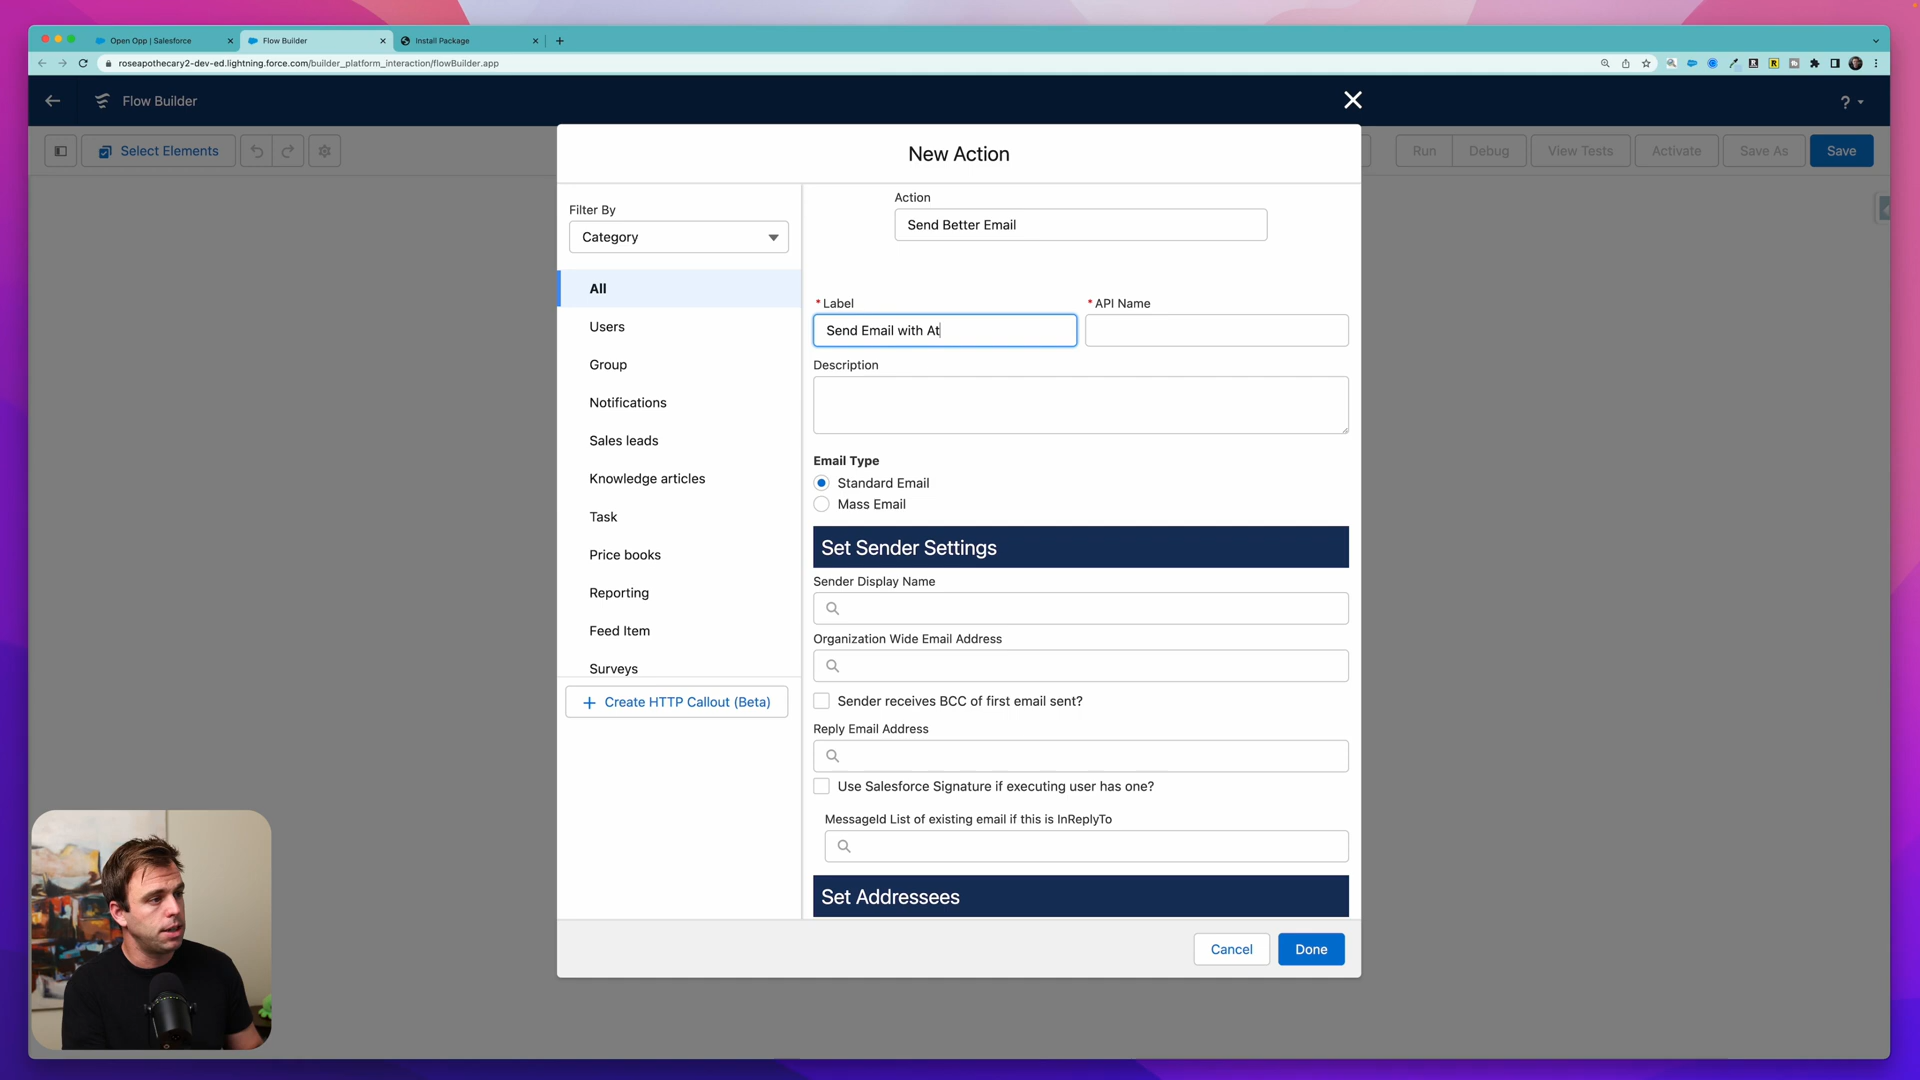 Open Opp | Salesforce
Flow Builder
Install Package
roseapothecary2-dev-ed.lightning.force.com/builder_platform_interaction/flowBuilder.app
Flow Builder
?
Select Elements
Run
Debug
View Tests
Activate
Save As
Save
New Action
Filter By
Category
All
Users
Group
Notifications
Sales leads
Knowledge articles
Task
Price books
Reporting
Feed Item
Surveys
+ Create HTTP Callout (Beta)
Action
Send Better Email
* Label
* API Name
Send Email with At
Description
Email Type
Standard Email
Mass Email
Set Sender Settings
Sender Display Name
Organization Wide Email Address
Sender receives BCC of first email sent?
Reply Email Address
Use Salesforce Signature if executing user has one?
MessageId List of existing email if this is InReplyTo
Set Addressees
Cancel
Done